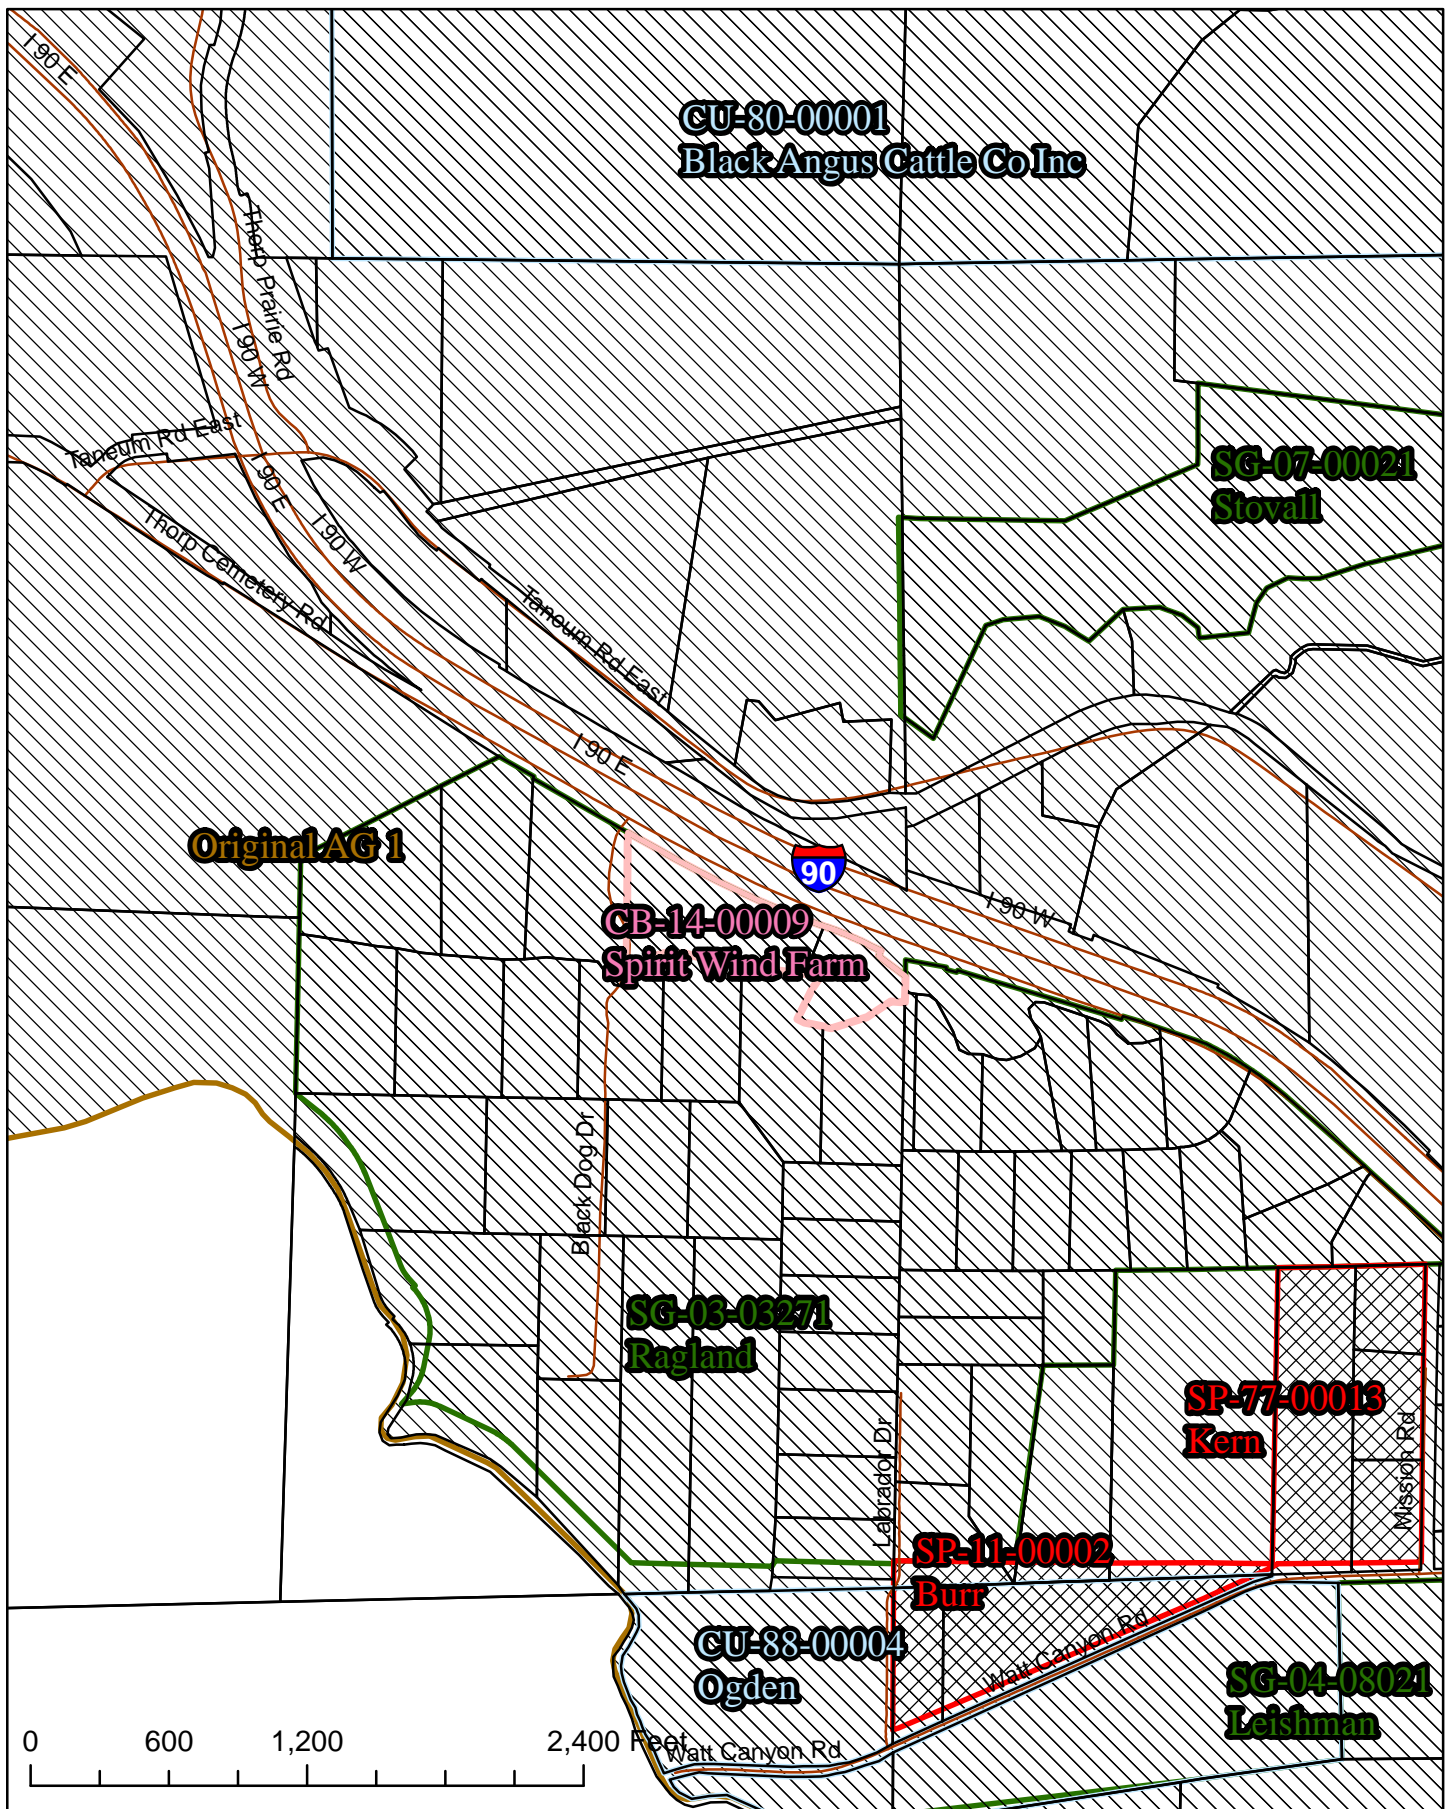 I 90 E
CU-80-00001
Black Angus Cattle Co Inc
Thorp Prairie Rd
I 90 W
Taneum Rd East
I 90 E
I 90 W
Thorp Cemetery Rd
SG-07-00021
Stovall
Taneum Rd East
I 90 E
Original AG 1
90
I 90 W
CB-14-00009
Spirit Wind Farm
Black Dog Dr
SG-03-03271
Ragland
SP-77-00013
Kern
Mission Rd
Labrador Dr
SP-11-00002
Burr
CU-88-00004
Ogden
Watt Canyon Rd
SG-04-08021
Leishman
0 600 1,200 2,400 Feet
Watt Canyon Rd